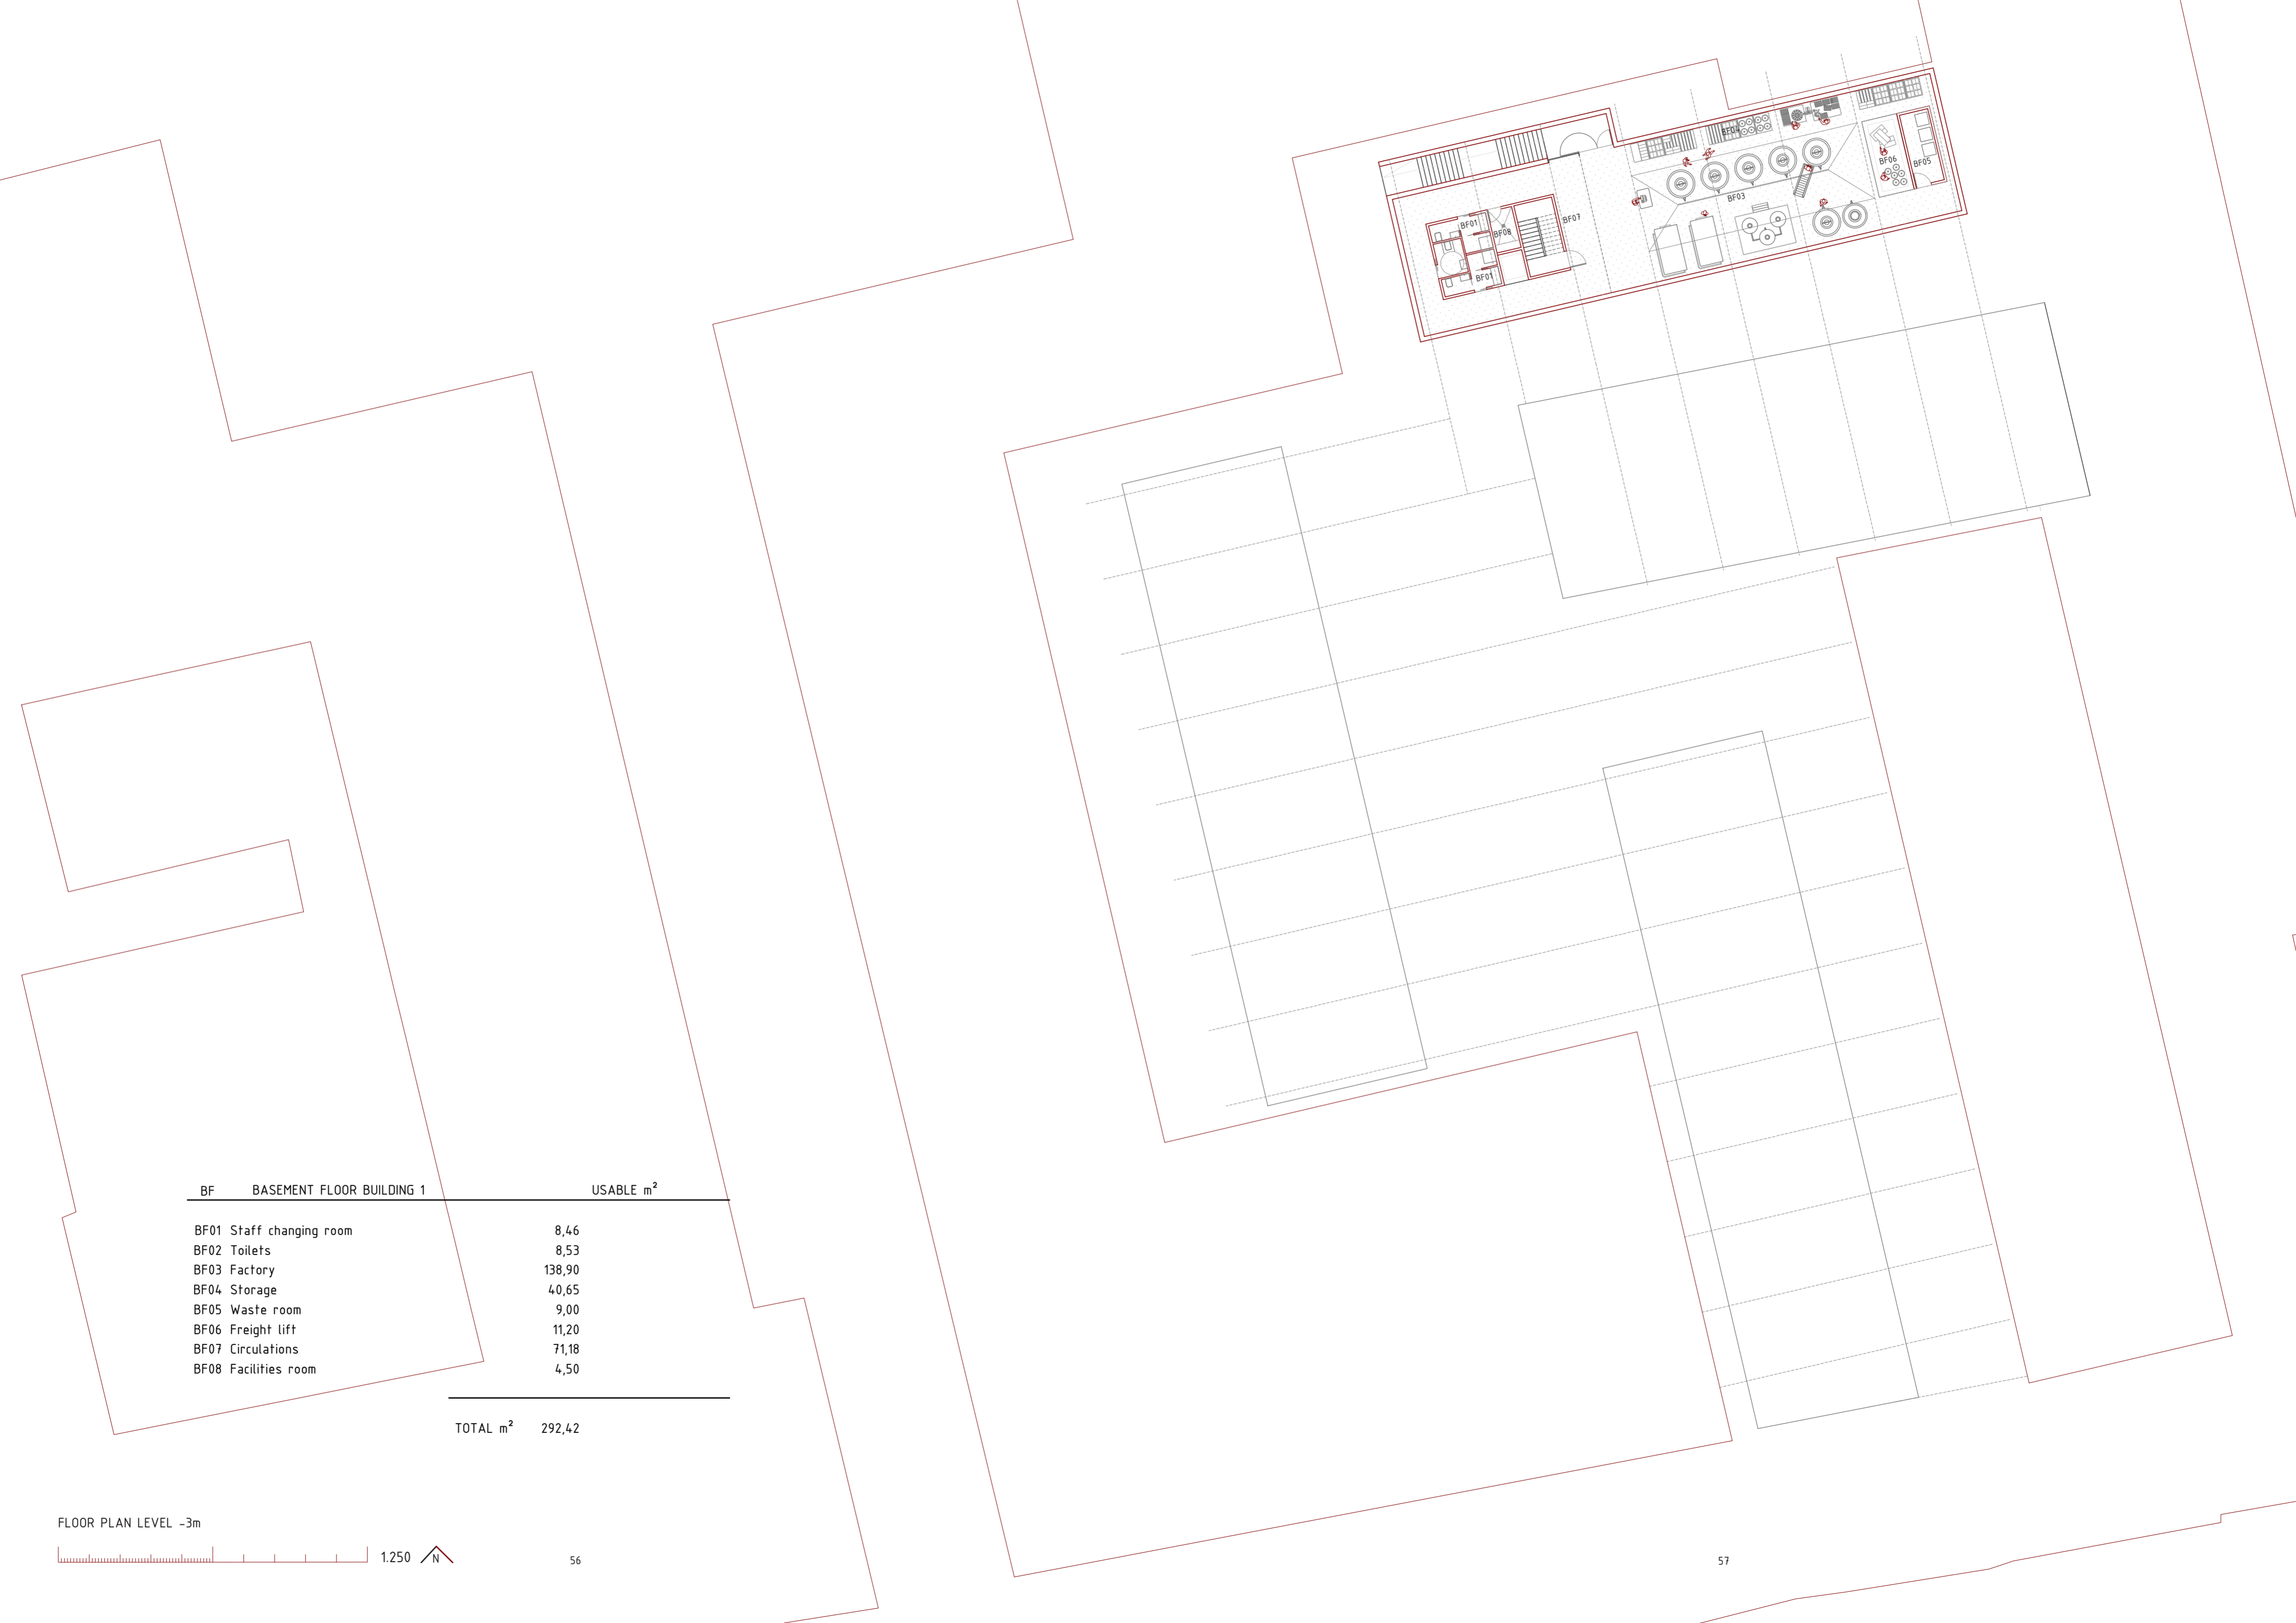 BF04
BF06
BF05
BF03
BF07
BF01
BF08
BF01
BF BASEMENT FLOOR BUILDING 1 USABLE m²
BF01 Staff changing room 8,46
BF02 Toilets 8,53
BF03 Factory 138,90
BF04 Storage 40,65
BF05 Waste room 9,00
BF06 Freight lift 11,20
BF07 Circulations 71,18
BF08 Facilities room 4,50
TOTAL m² 292,42
FLOOR PLAN LEVEL -3m
1.250 N
56
57